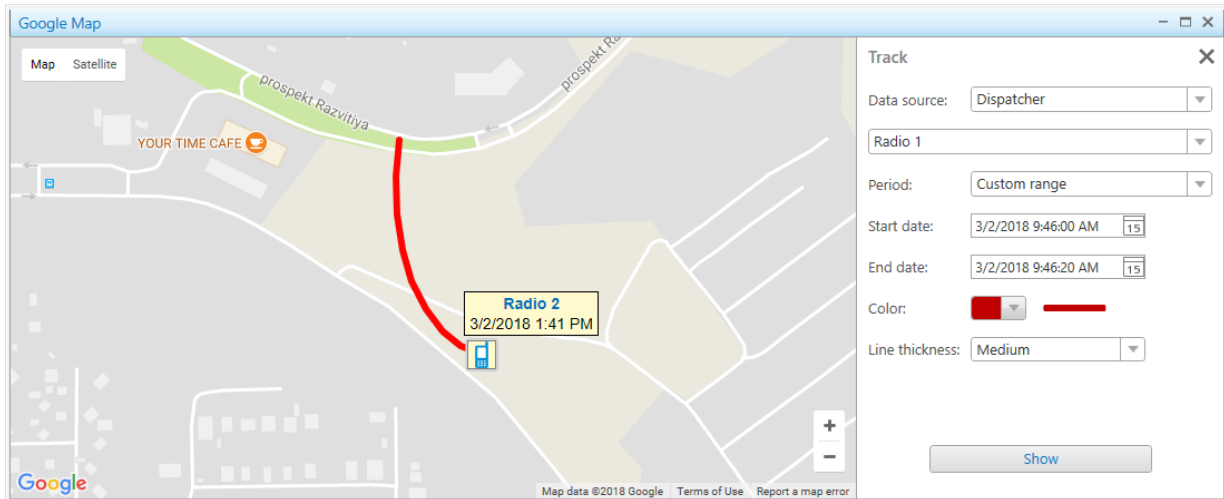 Google Map
Map Satellite
prospekt Razvitiya
prospekt Ra
YOUR TIME CAFE
Radio 2
3/2/2018 1:41 PM
+
−
Google
Map data ©2018 Google Terms of Use Report a map error
Track
Data source: Dispatcher
Radio 1
Period: Custom range
Start date: 3/2/2018 9:46:00 AM 15
End date: 3/2/2018 9:46:20 AM 15
Color:
Line thickness: Medium
Show